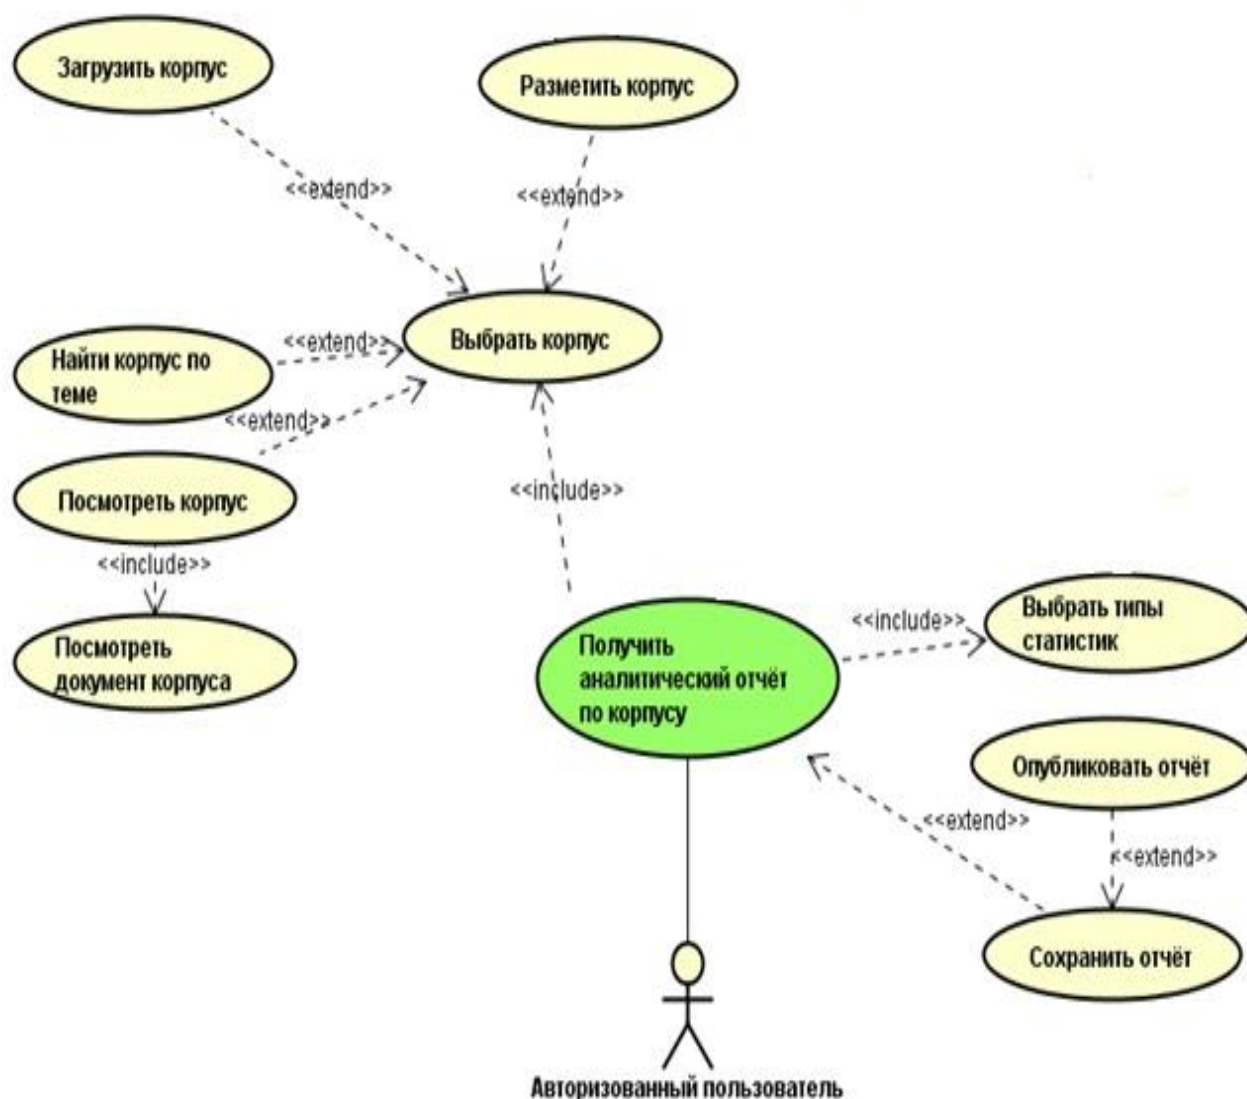 Загрузить корпус
Разметить корпус
<<extend>>
<<extend>>
Выбрать корпус
<<extend>>
Найти корпус по
теме
<<extend>>
Посмотреть корпус
<<include>>
<<include>>
Посмотреть
документ корпуса
Получить
аналитический отчёт
по корпусу
<<include>>
Выбрать типы
статистик
Опубликовать отчёт
<<extend>>
<<extend>>
Сохранить отчёт
Авторизованный пользователь